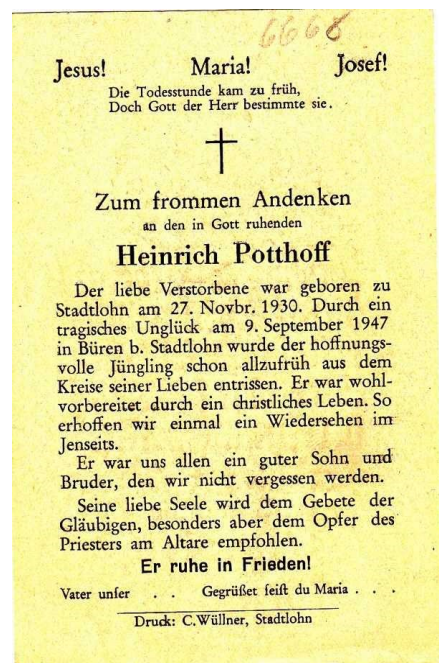 6668
Jesus! Maria! Josef!
Die Todesstunde kam zu früh,
Doch Gott der Herr bestimmte sie.
Zum frommen Andenken
an den in Gott ruhenden
Heinrich Potthoff
Der liebe Verstorbene war geboren zu
Stadtlohn am 27. Novbr. 1930. Durch ein
tragisches Unglück am 9. September 1947
in Büren b. Stadtlohn wurde der hoffnungs-
volle Jüngling schon allzufrüh aus dem
Kreise seiner Lieben entrissen. Er war wohl-
vorbereitet durch ein christliches Leben. So
erhoffen wir einmal ein Wiedersehen im
Jenseits.
Er war uns allen ein guter Sohn und
Bruder, den wir nicht vergessen werden.
Seine liebe Seele wird dem Gebete der
Gläubigen, besonders aber dem Opfer des
Priesters am Altare empfohlen.
Er ruhe in Frieden!
Vater unser . . Gegrüßet seist du Maria . . .
Druck: C.Wüllner, Stadtlohn